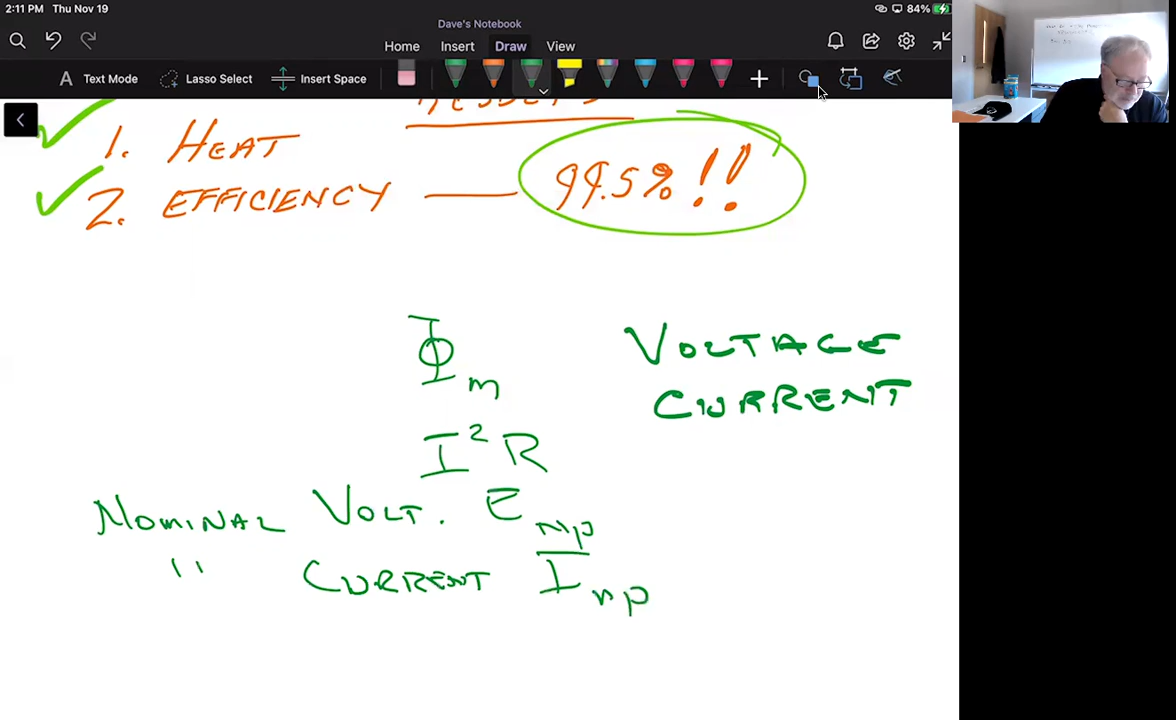 2:11 PM Thu Nov 19
84%
Dave's Notebook
Home Insert Draw View
Text Mode Lasso Select Insert Space
1. HEAT
2. EFFICIENCY — 99.5%!!
Φm VOLTAGE
CURRENT
I²R
NOMINAL VOLT. Enp
" CURRENT Inp